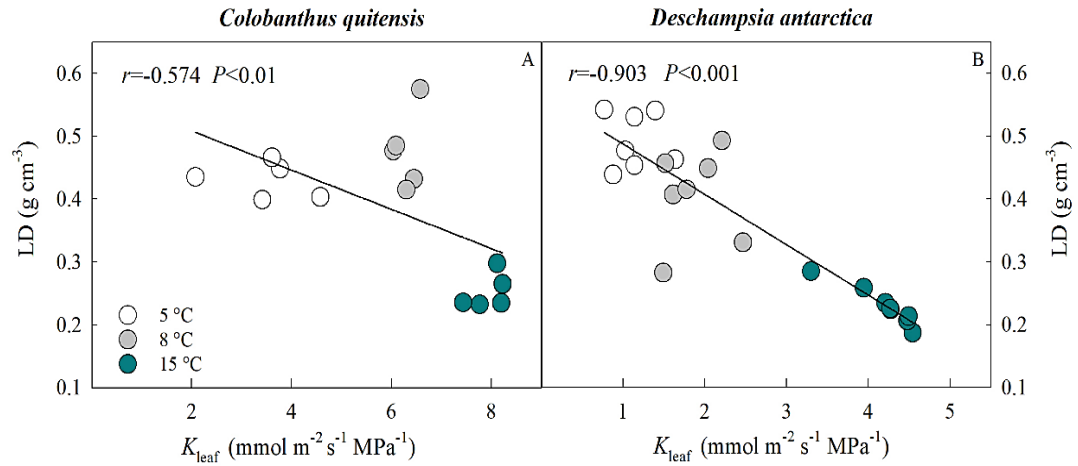 Colobanthus quitensis
Deschampsia antarctica
A
r=-0.574 P<0.01
B
r=-0.903 P<0.001
0.6
0.5
0.4
0.3
0.2
0.1
LD (g cm⁻³)
5 °C
8 °C
15 °C
0.6
0.5
0.4
0.3
0.2
0.1
LD (g cm⁻³)
2 4 6 8
1 2 3 4 5
K_leaf (mmol m⁻² s⁻¹ MPa⁻¹)
K_leaf (mmol m⁻² s⁻¹ MPa⁻¹)